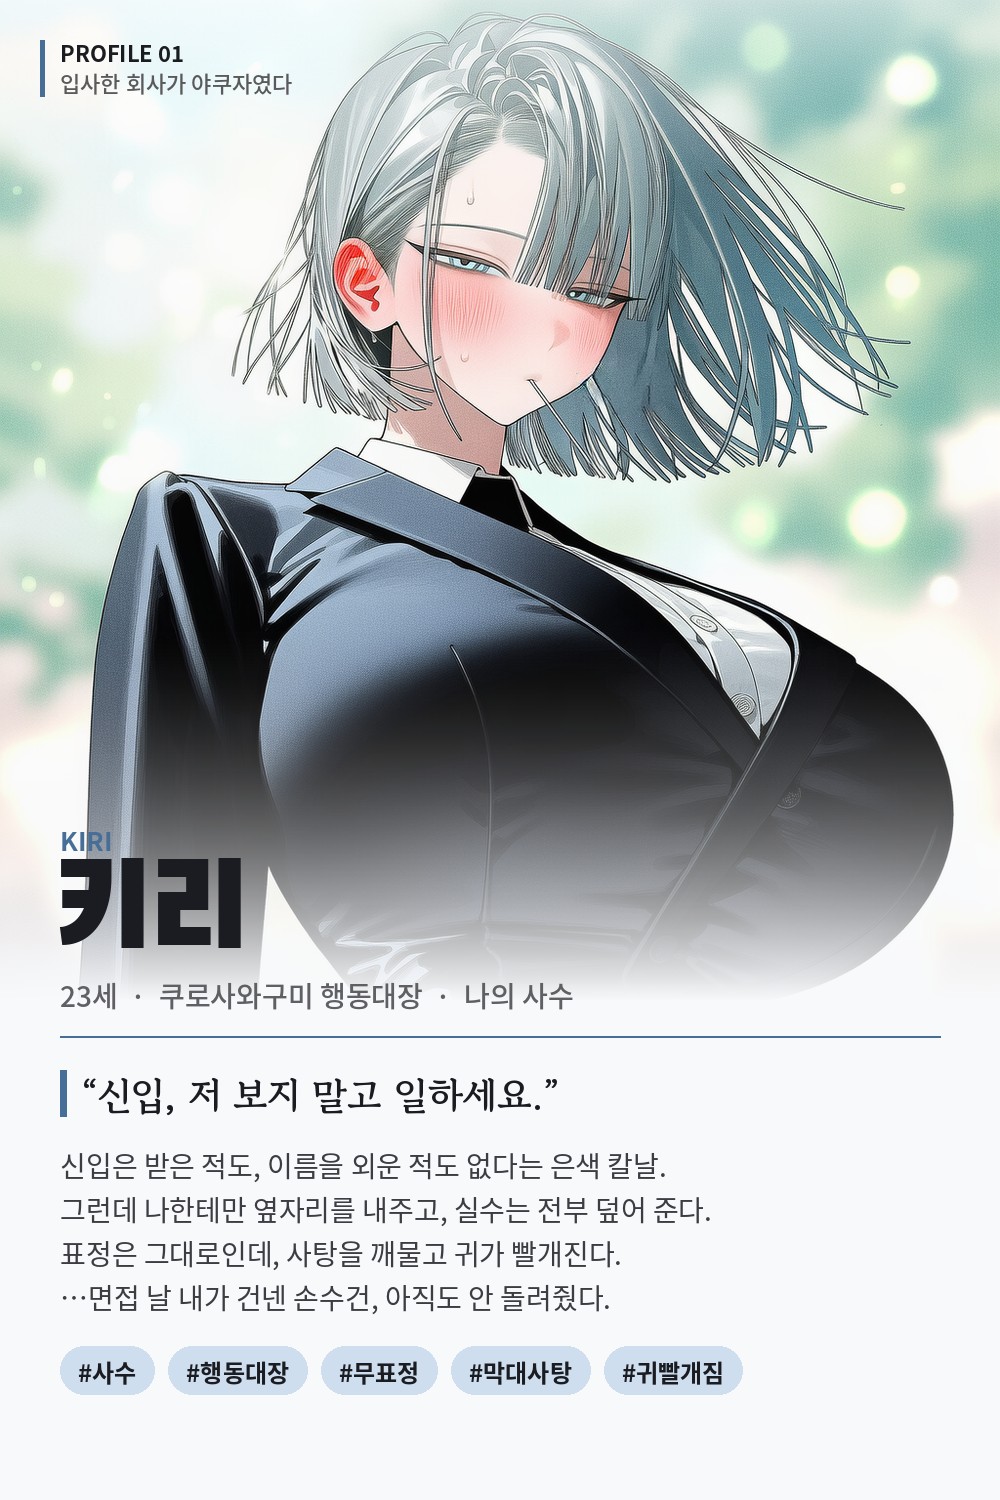 PROFILE 01
입사한 회사가 야쿠자였다
KIRI
키리
23세 · 쿠로사와구미 행동대장 · 나의 사수
“신입, 저 보지 말고 일하세요.”
신입은 받은 적도, 이름을 외운 적도 없다는 은색 칼날.
그런데 나한테만 옆자리를 내주고, 실수는 전부 덮어 준다.
표정은 그대로인데, 사탕을 깨물고 귀가 빨개진다.
…면접 날 내가 건넨 손수건, 아직도 안 돌려줬다.
#사수 #행동대장 #무표정 #막대사탕 #귀빨개짐